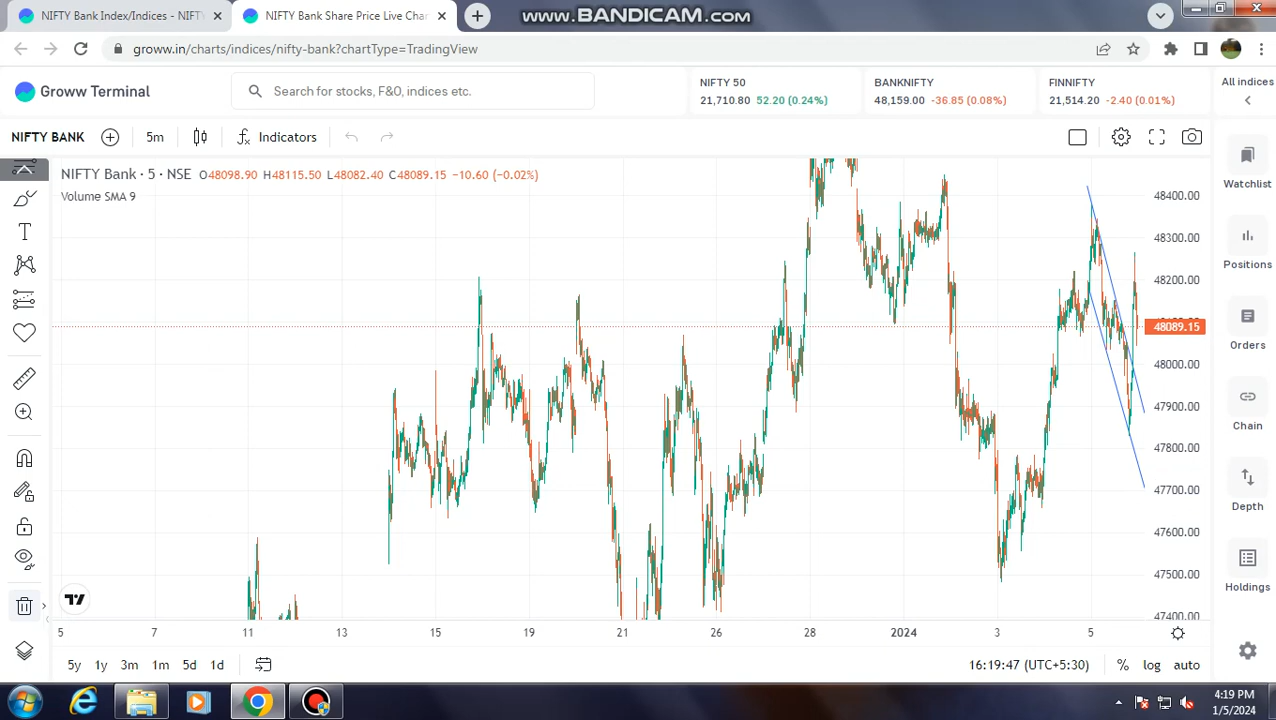 NIFTY Bank Index/Indices - NIFTY
NIFTY Bank Share Price Live Char
www.BANDICAM.com
groww.in/charts/indices/nifty-bank?chartType=TradingView
Groww Terminal
Search for stocks, F&O, indices etc.
NIFTY 50
21,710.80 52.20 (0.24%)
BANKNIFTY
48,159.00 -36.85 (0.08%)
FINNIFTY
21,514.20 -2.40 (0.01%)
All indices
NIFTY BANK
5m
Indicators
NIFTY Bank · 5 · NSE O48098.90 H48115.50 L48082.40 C48089.15 −10.60 (−0.02%)
Volume SMA 9
48400.00
48300.00
48200.00
48089.15
48000.00
47900.00
47800.00
47700.00
47600.00
47500.00
47400.00
Watchlist
Positions
Orders
Chain
Depth
Holdings
5 7 11 13 15 19 21 26 28 2024 3 5
5y 1y 3m 1m 5d 1d
16:19:47 (UTC+5:30) % log auto
4:19 PM
1/5/2024